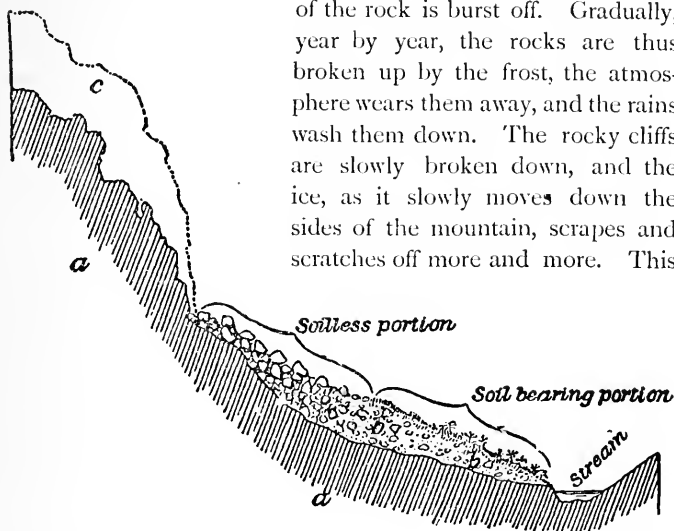 of the rock is burst off. Gradually,
year by year, the rocks are thus
broken up by the frost, the atmos-
phere wears them away, and the rains
wash them down. The rocky cliffs
are slowly broken down, and the
ice, as it slowly moves down the
sides of the mountain, scrapes and
scratches off more and more. This
c
a
Soilless portion
Soil bearing portion
b
b
stream
a